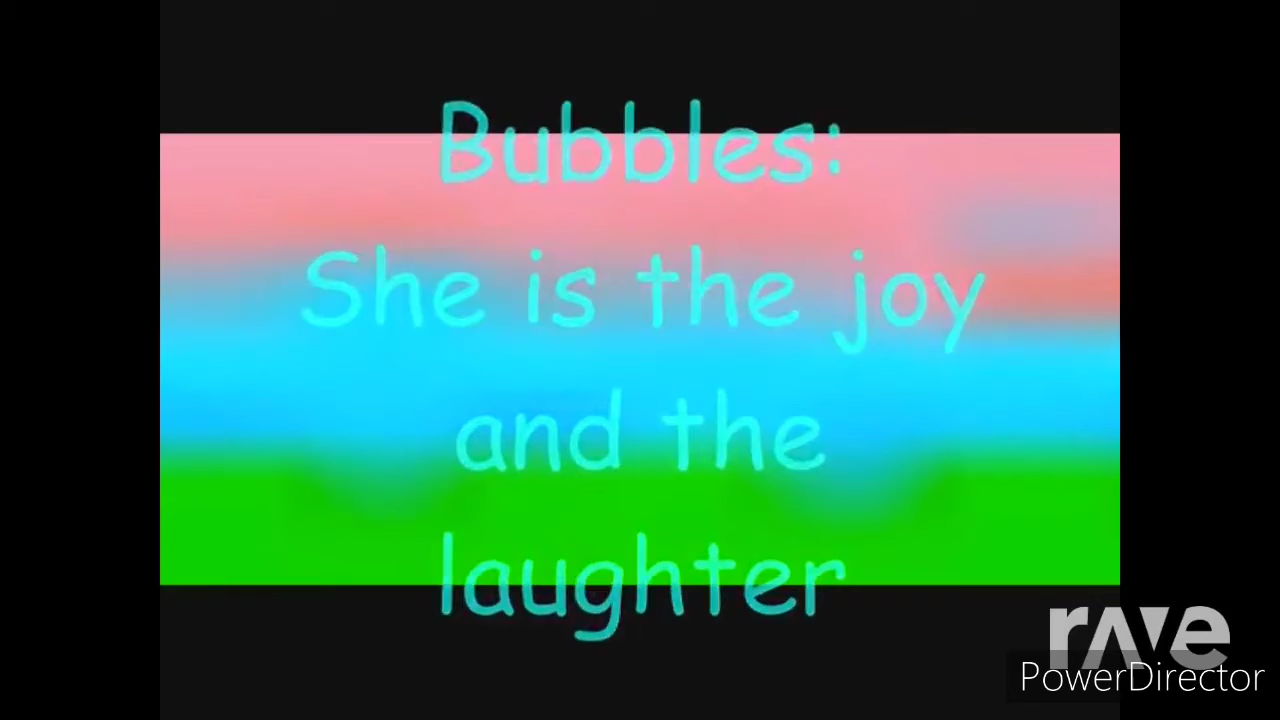 Bubbles:
She is the joy
and the
laughter
rave
PowerDirector